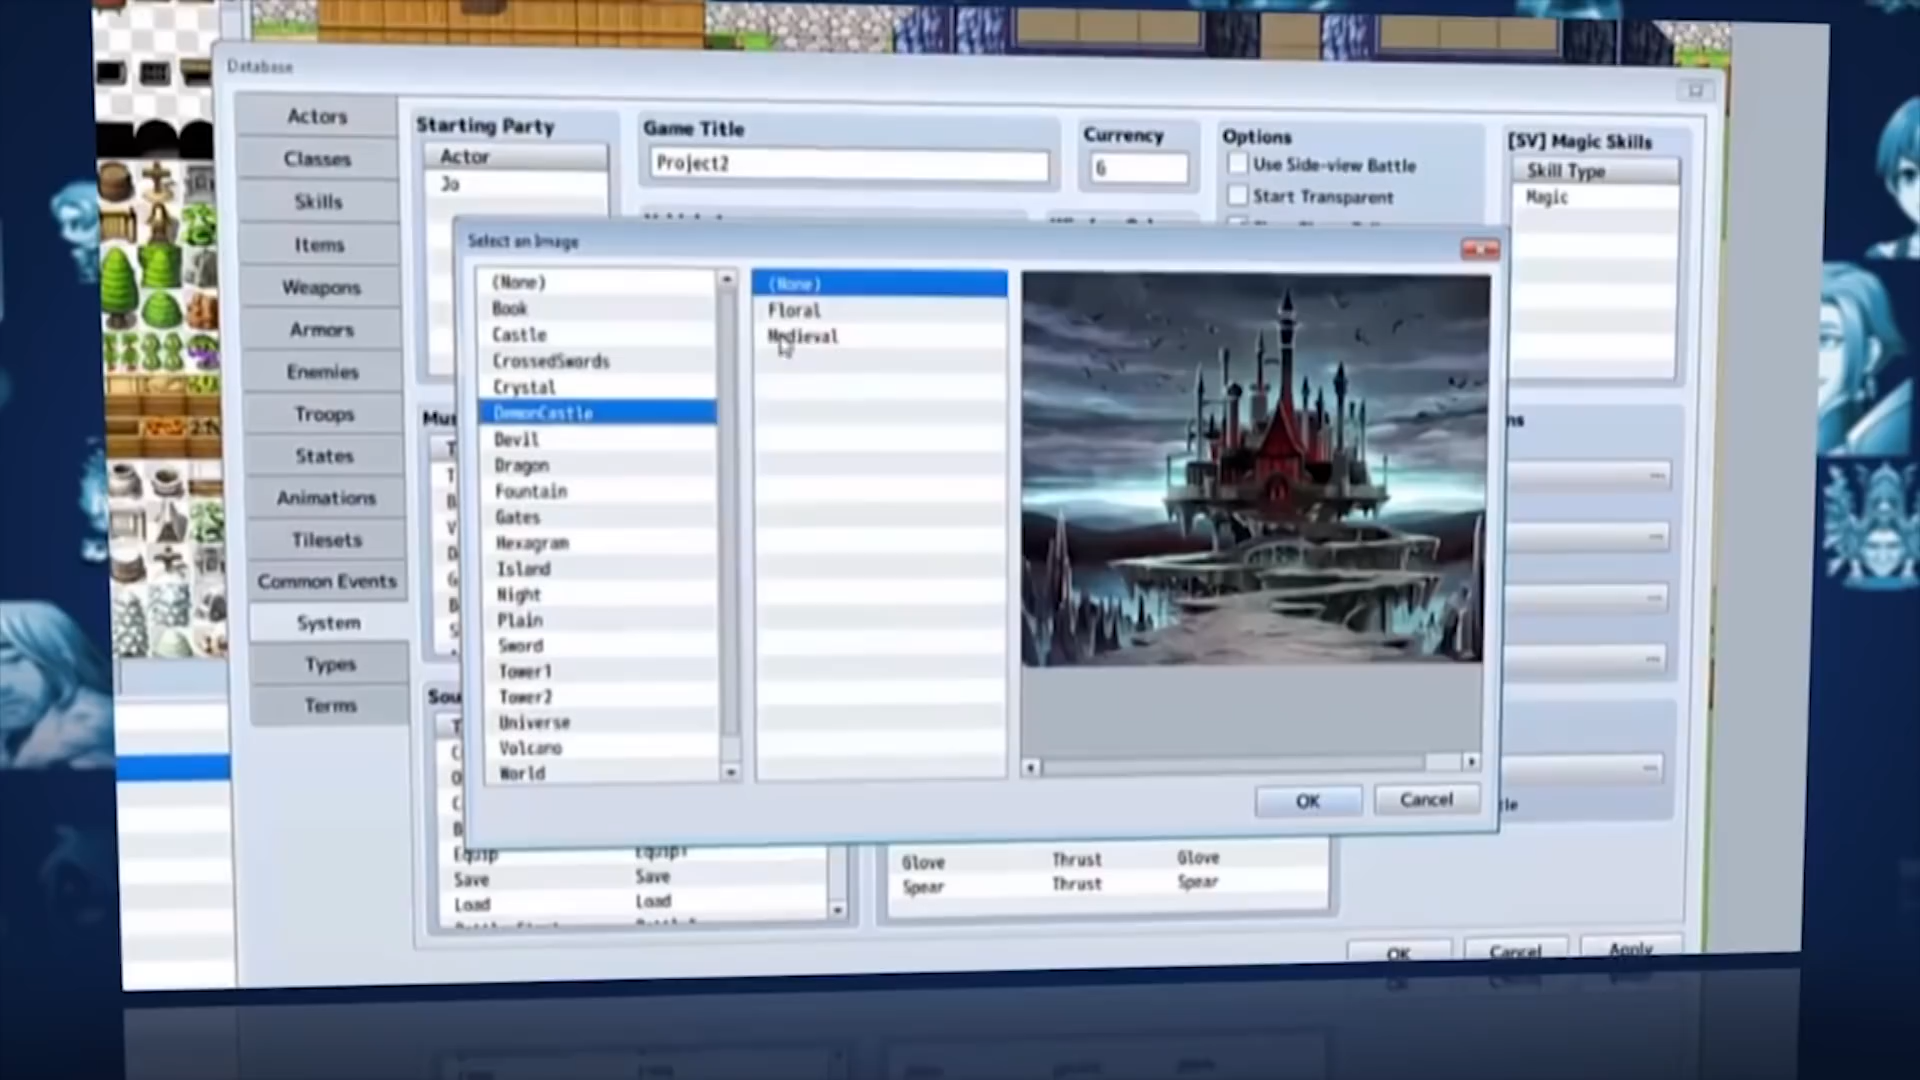 Database
Actors
Classes
Skills
Items
Weapons
Armors
Enemies
Troops
States
Animations
Tilesets
Common Events
System
Types
Terms
Starting Party
Actor
Jo
Game Title
Project2
Currency
G
Options
Use Side-view Battle
Start Transparent
[SV] Magic Skills
Skill Type
Magic
Select an Image
(None)
Book
Castle
CrossedSwords
Crystal
DemonCastle
Devil
Dragon
Fountain
Gates
Hexagram
Island
Night
Plain
Sword
Tower1
Tower2
Universe
Volcano
World
(None)
Floral
Medieval
OK
Cancel
Equip Equip1
Save Save
Load Load
Glove Thrust Glove
Spear Thrust Spear
OK
Cancel
Apply